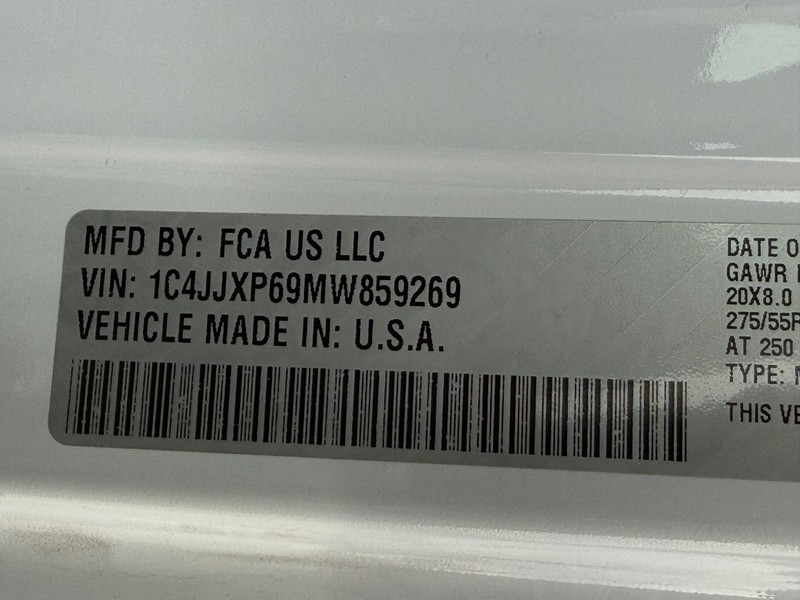 MFD BY: FCA US LLC
VIN: 1C4JJXP69MW859269
VEHICLE MADE IN: U.S.A.
DATE O
GAWR
20X8.0
275/55R
AT 250
TYPE:
THIS VE